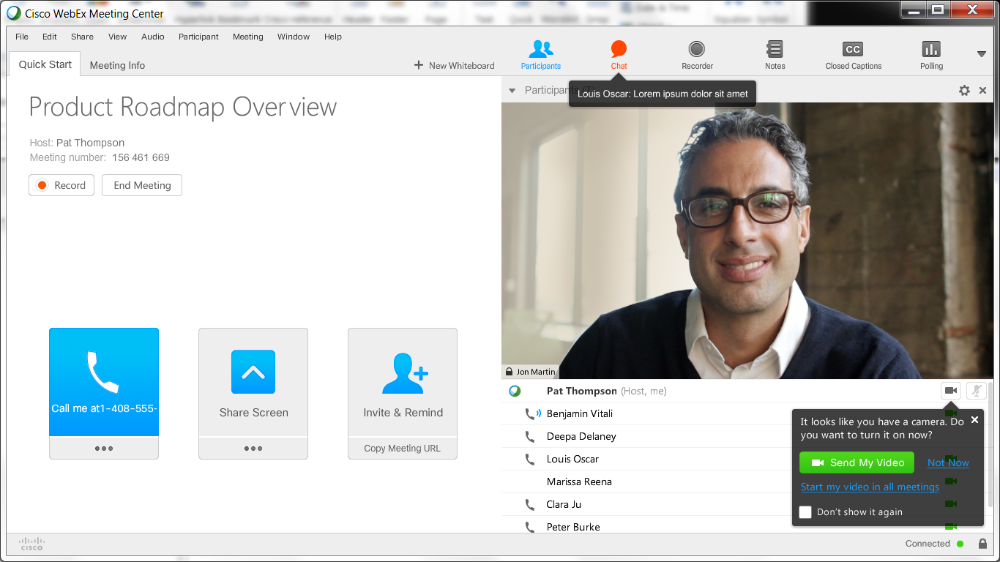 Cisco WebEx Meeting Center
File Edit Share View Audio Participant Meeting Window Help
Quick Start
Meeting Info
New Whiteboard
Participants
Chat
Recorder
Notes
Closed Captions
Polling
Participants (7)
Louis Oscar: Lorem ipsum dolor sit amet
Product Roadmap Overview
Host: Pat Thompson
Meeting number: 156 461 669
Record
End Meeting
Call me at1-408-555-
Share Screen
Invite & Remind
Copy Meeting URL
Jon Martin
Pat Thompson (Host, me)
Benjamin Vitali
Deepa Delaney
Louis Oscar
Marissa Reena
Clara Ju
Peter Burke
It looks like you have a camera. Do
you want to turn it on now?
Send My Video
Not Now
Start my video in all meetings
Don't show it again
CISCO
Connected